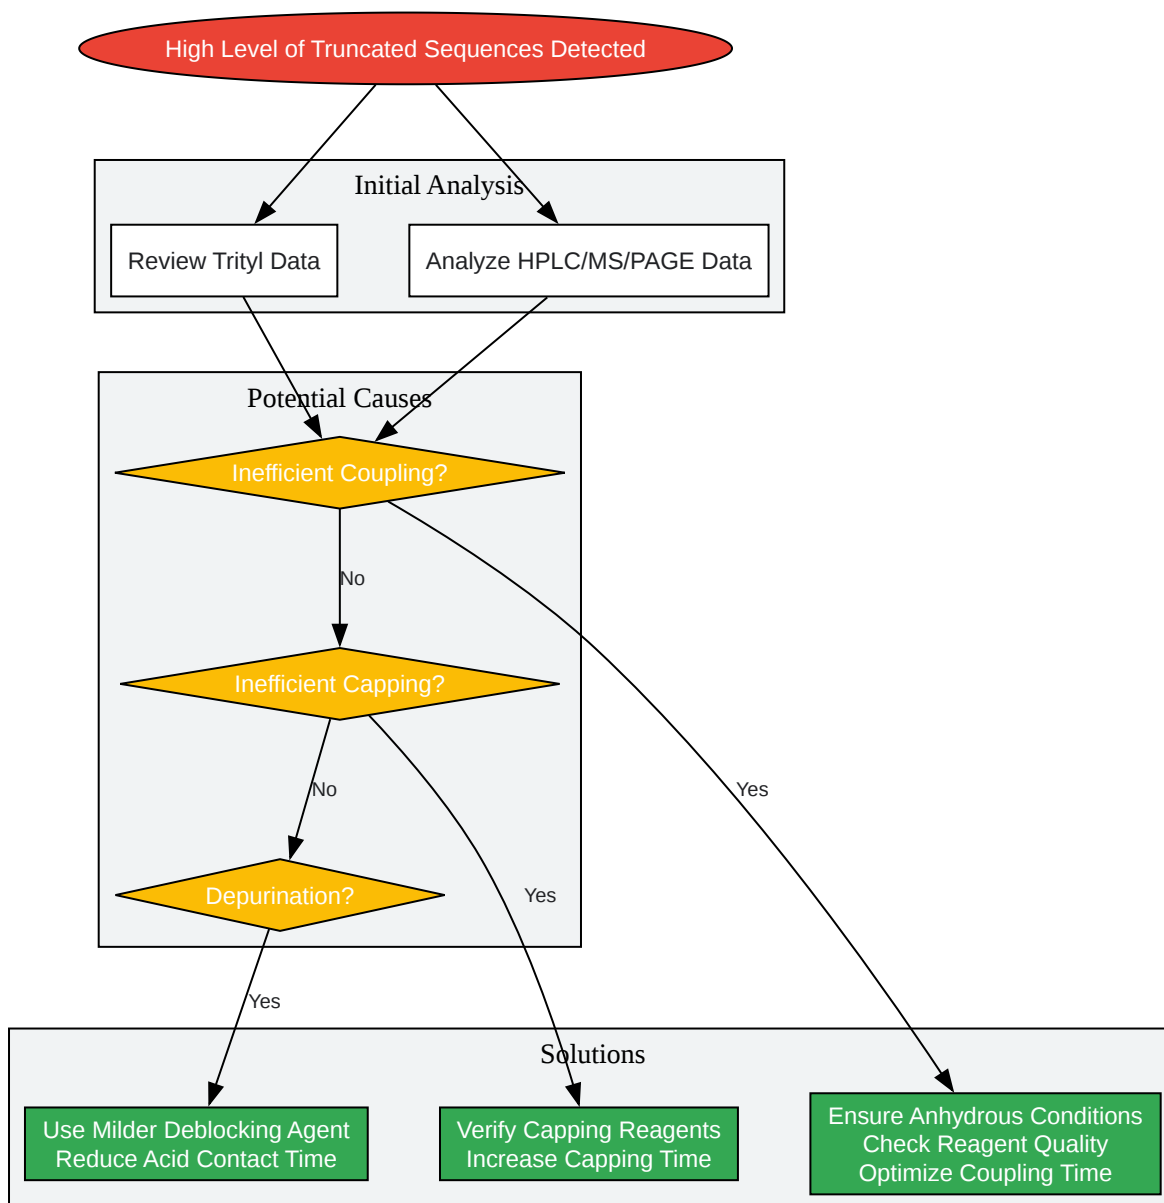 High Level of Truncated Sequences Detected
Initial Analysis
Review Trityl Data
Analyze HPLC/MS/PAGE Data
Potential Causes
Inefficient Coupling?
No
Inefficient Capping?
No
Yes
Depurination?
Yes
Yes
Solutions
Use Milder Deblocking Agent
Reduce Acid Contact Time
Verify Capping Reagents
Increase Capping Time
Ensure Anhydrous Conditions
Check Reagent Quality
Optimize Coupling Time